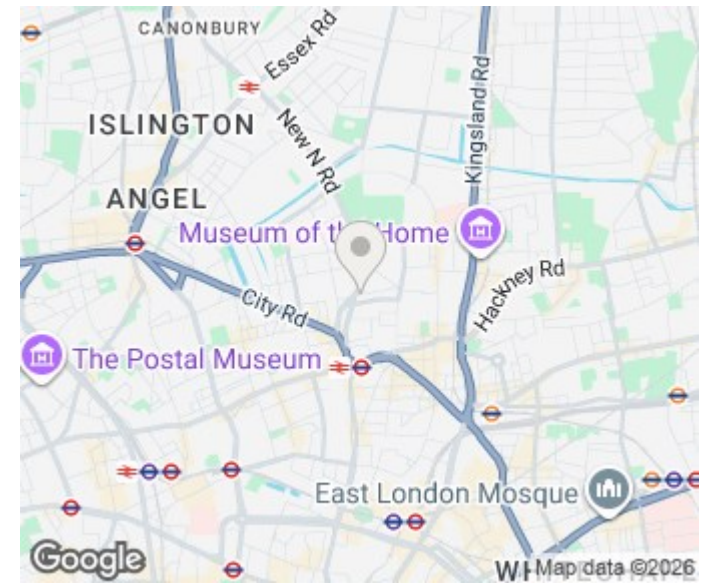 CANONBURY
Essex Rd
ISLINGTON
New N Rd
Kingsland Rd
ANGEL
Museum of the Home
Hackney Rd
City Rd
The Postal Museum
East London Mosque
Google
Map data ©2026